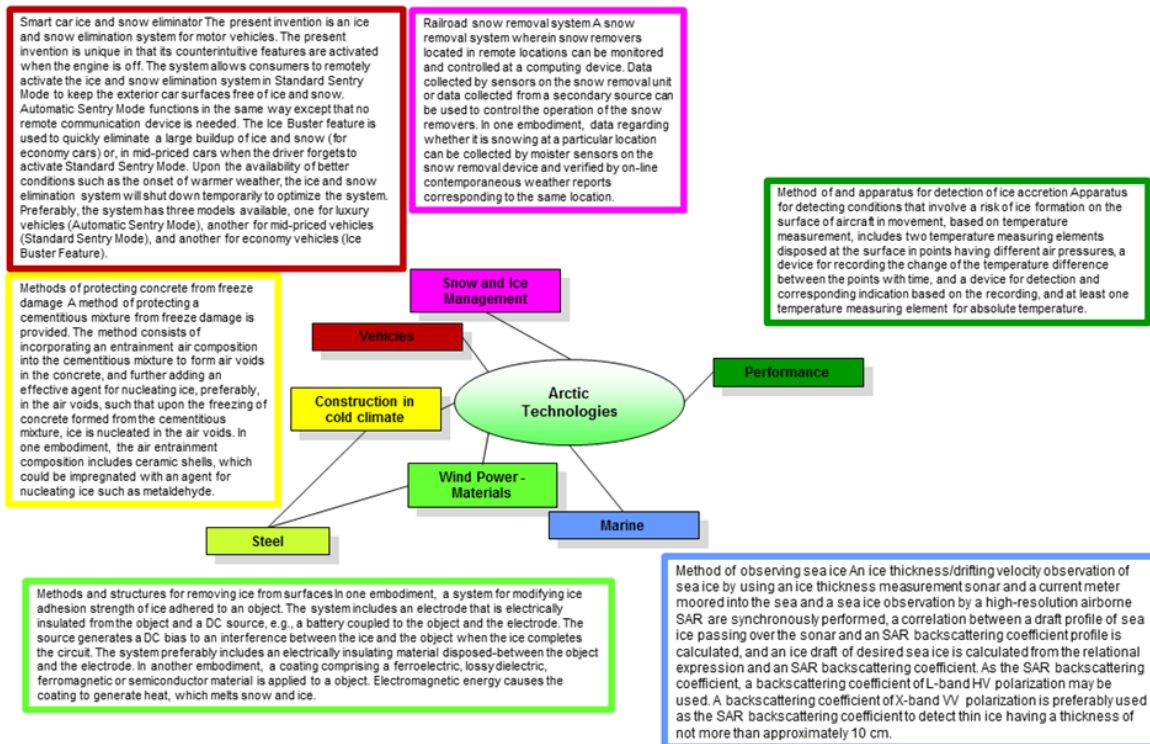 Smart car ice and snow eliminator The present invention is an ice
and snow elimination system for motor vehicles. The present
invention is unique in that its counterintuitive features are activated
when the engine is off. The system allows consumers to remotely
activate the ice and snow elimination system in Standard Sentry
Mode to keep the exterior car surfaces free of ice and snow.
Automatic Sentry Mode functions in the same way except that no
remote communication device is needed. The Ice Buster feature is
used to quickly eliminate a large buildup of ice and snow (for
economy cars) or, in mid-priced cars when the driver forgets to
activate Standard Sentry Mode. Upon the availability of better
conditions such as the onset of warmer weather, the ice and snow
elimination system will shut down temporarily to optimize the system.
Preferably, the system has three models available, one for luxury
vehicles (Automatic Sentry Mode), another for mid-priced vehicles
(Standard Sentry Mode), and another for economy vehicles (Ice
Buster Feature).
Railroad snow removal system A snow
removal system wherein snow removers
located in remote locations can be monitored
and controlled at a computing device. Data
collected by sensors on the snow removal unit
or data collected from a secondary source can
be used to control the operation of the snow
removers. In one embodiment, data regarding
whether it is snowing at a particular location
can be collected by moister sensors on the
snow removal device and verified by on-line
contemporaneous weather reports
corresponding to the same location.
Method of and apparatus for detection of ice accretion Apparatus
for detecting conditions that involve a risk of ice formation on the
surface of aircraft in movement, based on temperature
measurement, includes two temperature measuring elements
disposed at the surface in points having different air pressures, a
device for recording the change of the temperature difference
between the points with time, and a device for detection and
corresponding indication based on the recording, and at least one
temperature measuring element for absolute temperature.
Methods of protecting concrete from freeze
damage A method of protecting a
cementitious mixture from freeze damage is
provided. The method consists of
incorporating an entrainment air composition
into the cementitious mixture to form air voids
in the concrete, and further adding an
effective agent for nucleating ice, preferably,
in the air voids, such that upon the freezing of
concrete formed from the cementitious
mixture, ice is nucleated in the air voids. In
one embodiment, the air entrainment
composition includes ceramic shells, which
could be impregnated with an agent for
nucleating ice such as metaldehyde.
Snow and Ice
Management
Vehicles
Performance
Construction in
cold climate
Arctic
Technologies
Wind Power -
Materials
Marine
Steel
Methods and structures for removing ice from surfaces In one embodiment, a system for modifying ice
adhesion strength of ice adhered to an object. The system includes an electrode that is electrically
insulated from the object and a DC source, e.g., a battery coupled to the object and the electrode. The
source generates a DC bias to an interference between the ice and the object when the ice completes
the circuit. The system preferably includes an electrically insulating material disposed-between the object
and the electrode. In another embodiment, a coating comprising a ferroelectric, lossy dielectric,
ferromagnetic or semiconductor material is applied to a object. Electromagnetic energy causes the
coating to generate heat, which melts snow and ice.
Method of observing sea ice An ice thickness/drifting velocity observation of
sea ice by using an ice thickness measurement sonar and a current meter
moored into the sea and a sea ice observation by a high-resolution airborne
SAR are synchronously performed, a correlation between a draft profile of sea
ice passing over the sonar and an SAR backscattering coefficient profile is
calculated, and an ice draft of desired sea ice is calculated from the relational
expression and an SAR backscattering coefficient. As the SAR backscattering
coefficient, a backscattering coefficient of L-band HV polarization may be
used. A backscattering coefficient of X-band VV polarization is preferably used
as the SAR backscattering coefficient to detect thin ice having a thickness of
not more than approximately 10 cm.